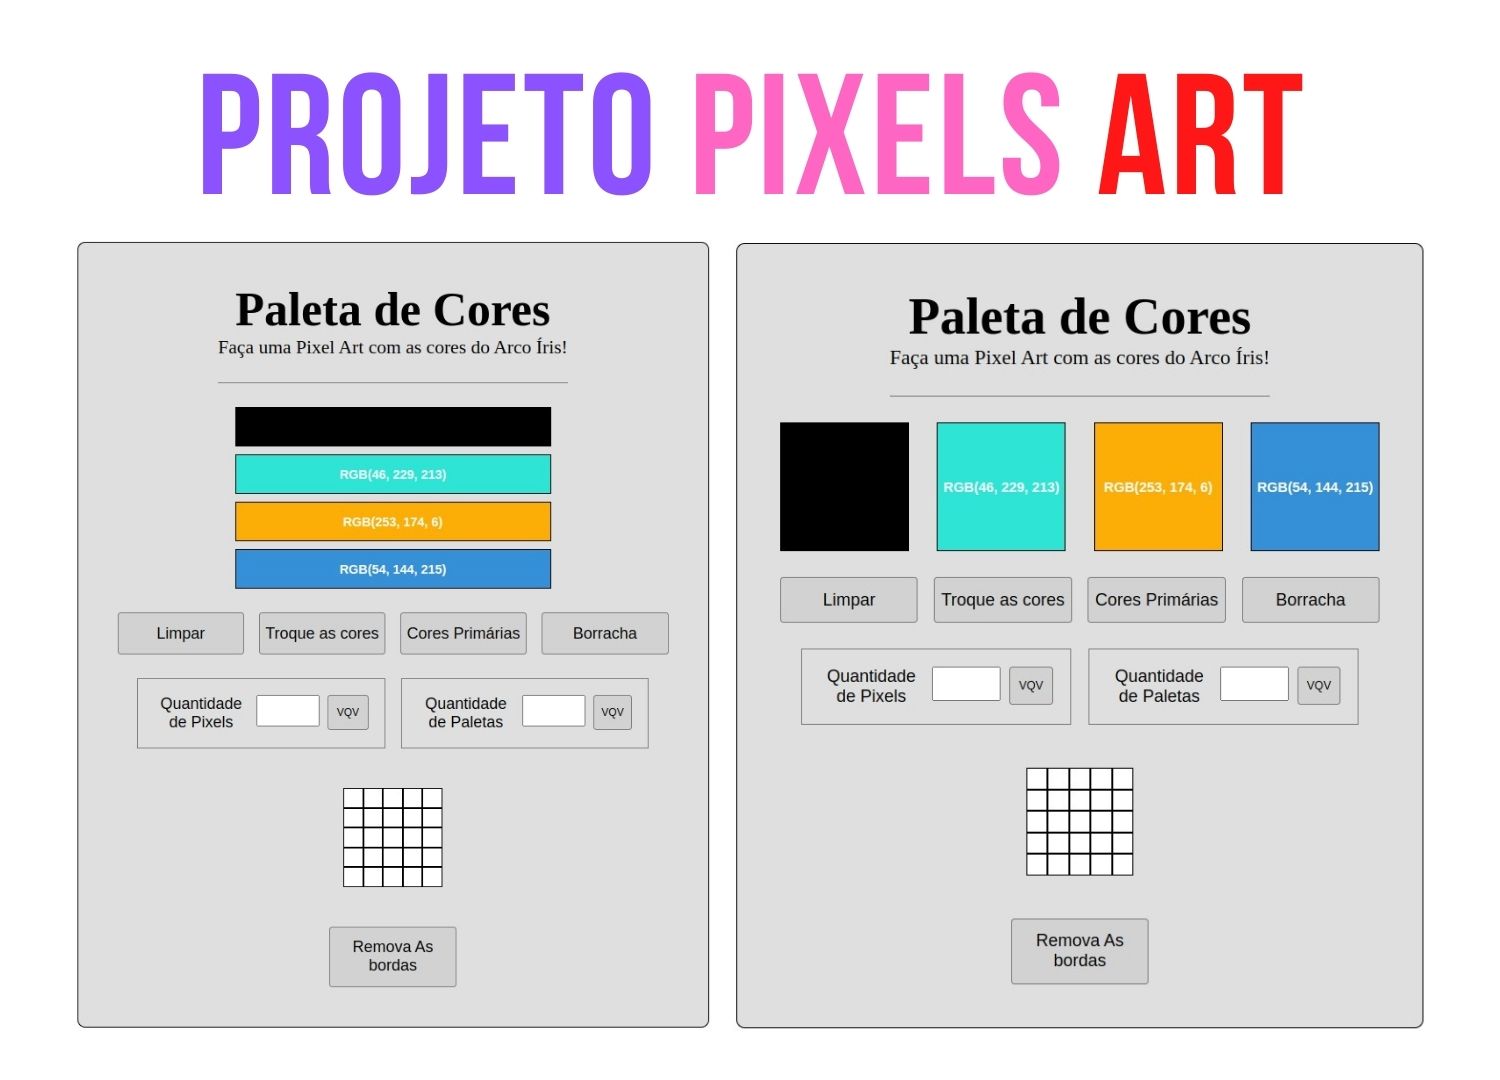 PROJETO PIXELS ART
Paleta de Cores
Faça uma Pixel Art com as cores do Arco Íris!
RGB(46, 229, 213)
RGB(253, 174, 6)
RGB(54, 144, 215)
Limpar
Troque as cores
Cores Primárias
Borracha
Quantidade
de Pixels
VQV
Quantidade
de Paletas
VQV
Remova As
bordas
Paleta de Cores
Faça uma Pixel Art com as cores do Arco Íris!
RGB(46, 229, 213)
RGB(253, 174, 6)
RGB(54, 144, 215)
Limpar
Troque as cores
Cores Primárias
Borracha
Quantidade
de Pixels
VQV
Quantidade
de Paletas
VQV
Remova As
bordas